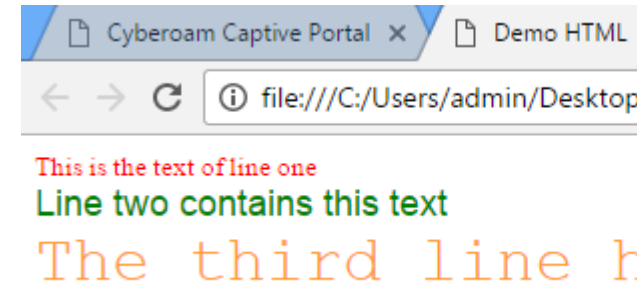 Cyberoam Captive Portal
Demo HTML
file:///C:/Users/admin/Desktop
This is the text of line one
Line two contains this text
The third line h